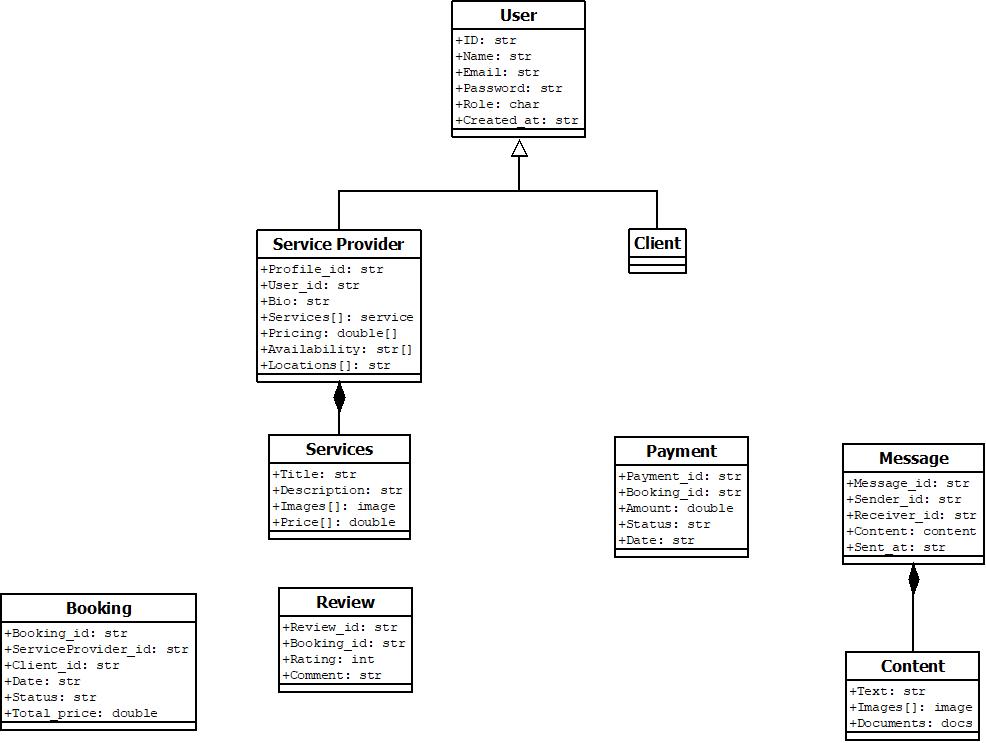 User
+ID: str
+Name: str
+Email: str
+Password: str
+Role: char
+Created_at: str
Service Provider
+Profile_id: str
+User_id: str
+Bio: str
+Services[]: service
+Pricing: double[]
+Availability: str[]
+Locations[]: str
Client
Services
+Title: str
+Description: str
+Images[]: image
+Price[]: double
Payment
+Payment_id: str
+Booking_id: str
+Amount: double
+Status: str
+Date: str
Message
+Message_id: str
+Sender_id: str
+Receiver_id: str
+Content: content
+Sent_at: str
Booking
+Booking_id: str
+ServiceProvider_id: str
+Client_id: str
+Date: str
+Status: str
+Total_price: double
Review
+Review_id: str
+Booking_id: str
+Rating: int
+Comment: str
Content
+Text: str
+Images[]: image
+Documents: docs